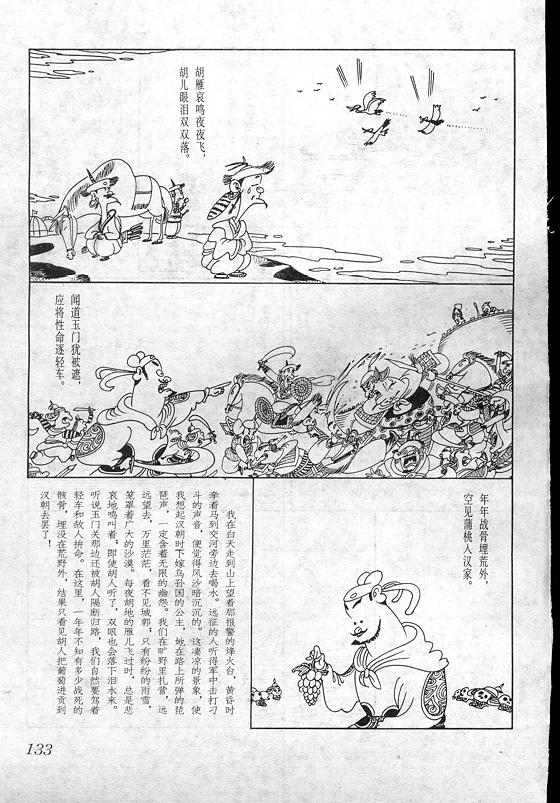 胡雁哀鸣夜夜飞，
胡儿眼泪双双落。
闻道玉门犹被遮，
应将性命逐轻车。
年年战骨埋荒外，
空见蒲桃人汉家。
我在白天走到山上望着那报警的烽火台，黄昏时
牵着马到交河旁边去喝水。远征的人听得军中击打刁
斗的声音，便觉得风沙暗沉沉的。这凄凉的景象，使
我想起汉朝时下嫁乌孙国的公主，她在路上所弹的琵
琶声，一定含着无限的幽怨。我们在旷野里扎营，远
远望去，万里茫茫，看不见城郭；只有纷纷的雨雪，
笼罩着广大的沙漠。每夜胡地的雁儿飞过时，总是悲
哀地鸣叫着；即使胡人听了，双眼也会落下泪水来。
听说玉门关那边还被胡人隔断归路，我们自然要驾着
轻车和敌人拚命。在这里，一年年不知有多少战死的
骸骨，埋没在荒野外，结果只看见胡人把葡萄进贡到
汉朝去罢了！
133